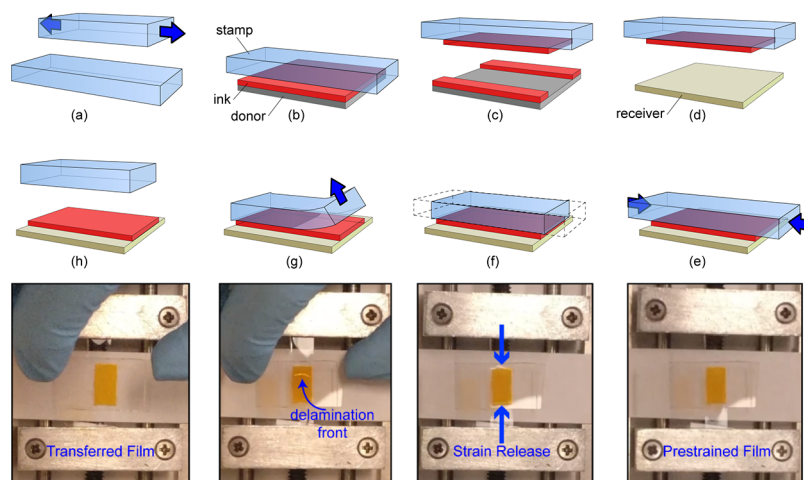 (a)
stamp
ink
donor
(b)
(c)
receiver
(d)
(h)
(g)
(f)
(e)
Transferred Film
delamination
front
Strain Release
Prestrained Film